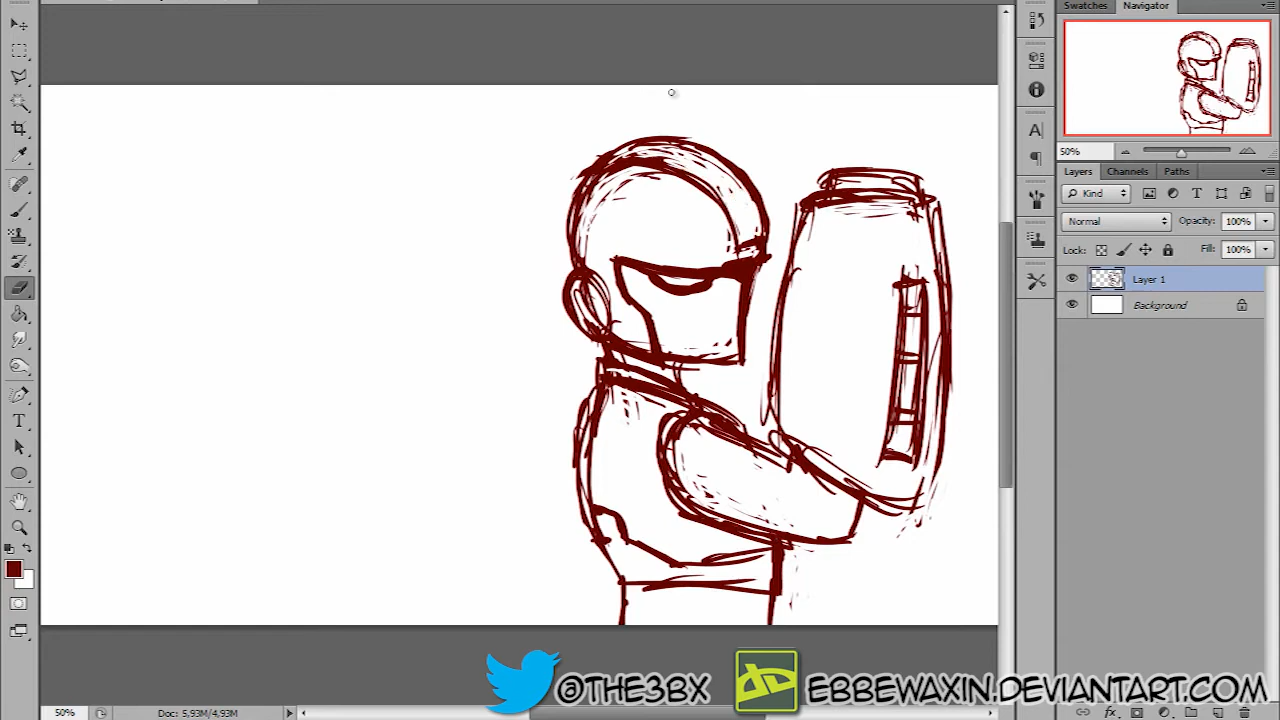 Swatches Navigator
50%
Layers Channels Paths
Kind
Normal Opacity: 100%
Lock: Fill: 100%
Layer 1
Background
A
T
50% Doc: 5,93M/4,93M
@THE3BX EBBEWAXIN.DEVIANTART.COM